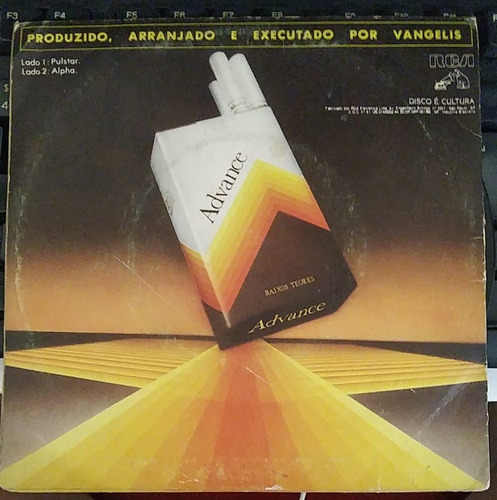 PRODUZIDO, ARRANJADO E EXECUTADO POR VANGELIS
Lado 1: Pulstar.
Lado 2: Alpha.
RCA
DISCO É CULTURA
Advance
BAIXOS TEORES
Advance